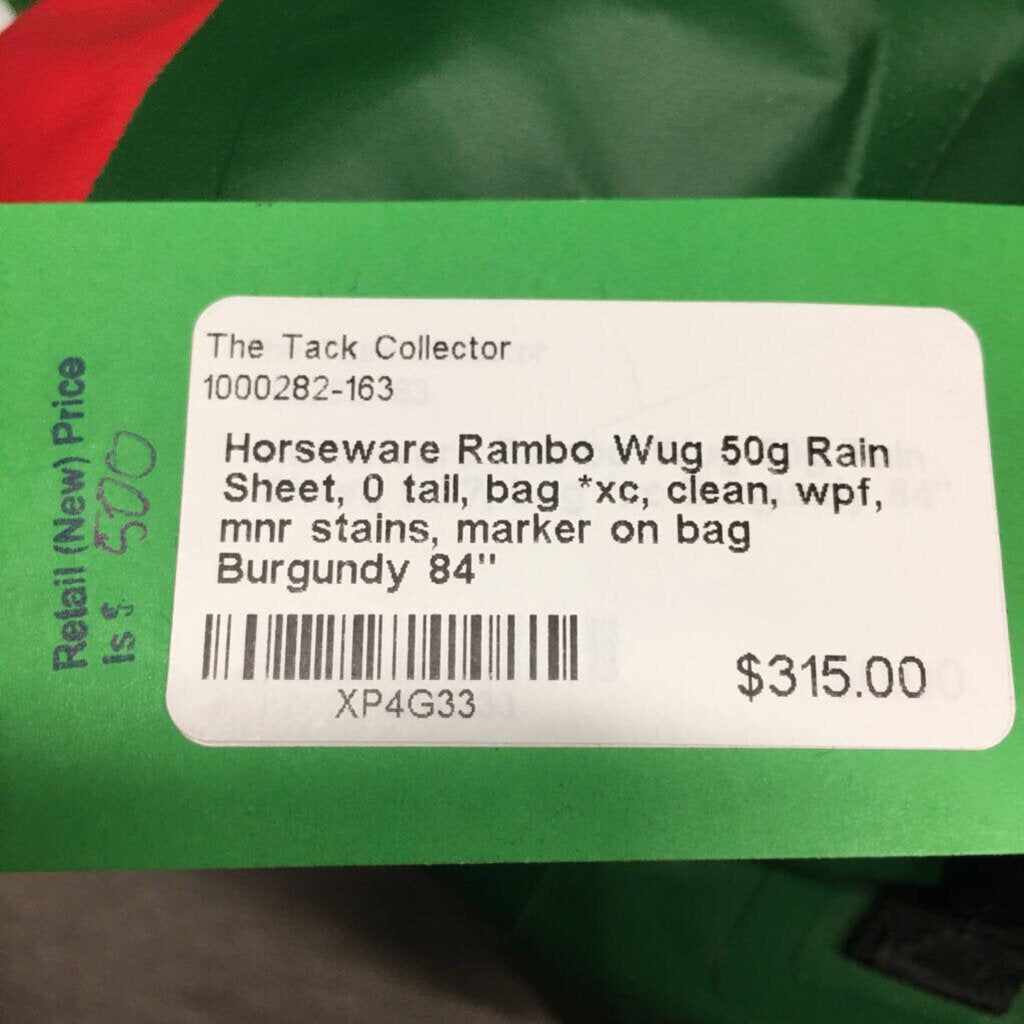 The Tack Collector
1000282-163
Horseware Rambo Wug 50g Rain
Sheet, 0 tail, bag *xc, clean, wpf,
mnr stains, marker on bag
Burgundy 84"
XP4G33
$315.00
Retail (New) Price
is $ 500